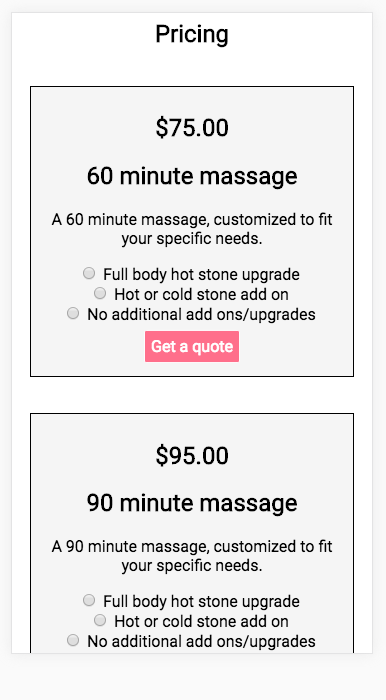 Pricing
$75.00
60 minute massage
A 60 minute massage, customized to fit
your specific needs.
Full body hot stone upgrade
Hot or cold stone add on
No additional add ons/upgrades
Get a quote
$95.00
90 minute massage
A 90 minute massage, customized to fit
your specific needs.
Full body hot stone upgrade
Hot or cold stone add on
No additional add ons/upgrades